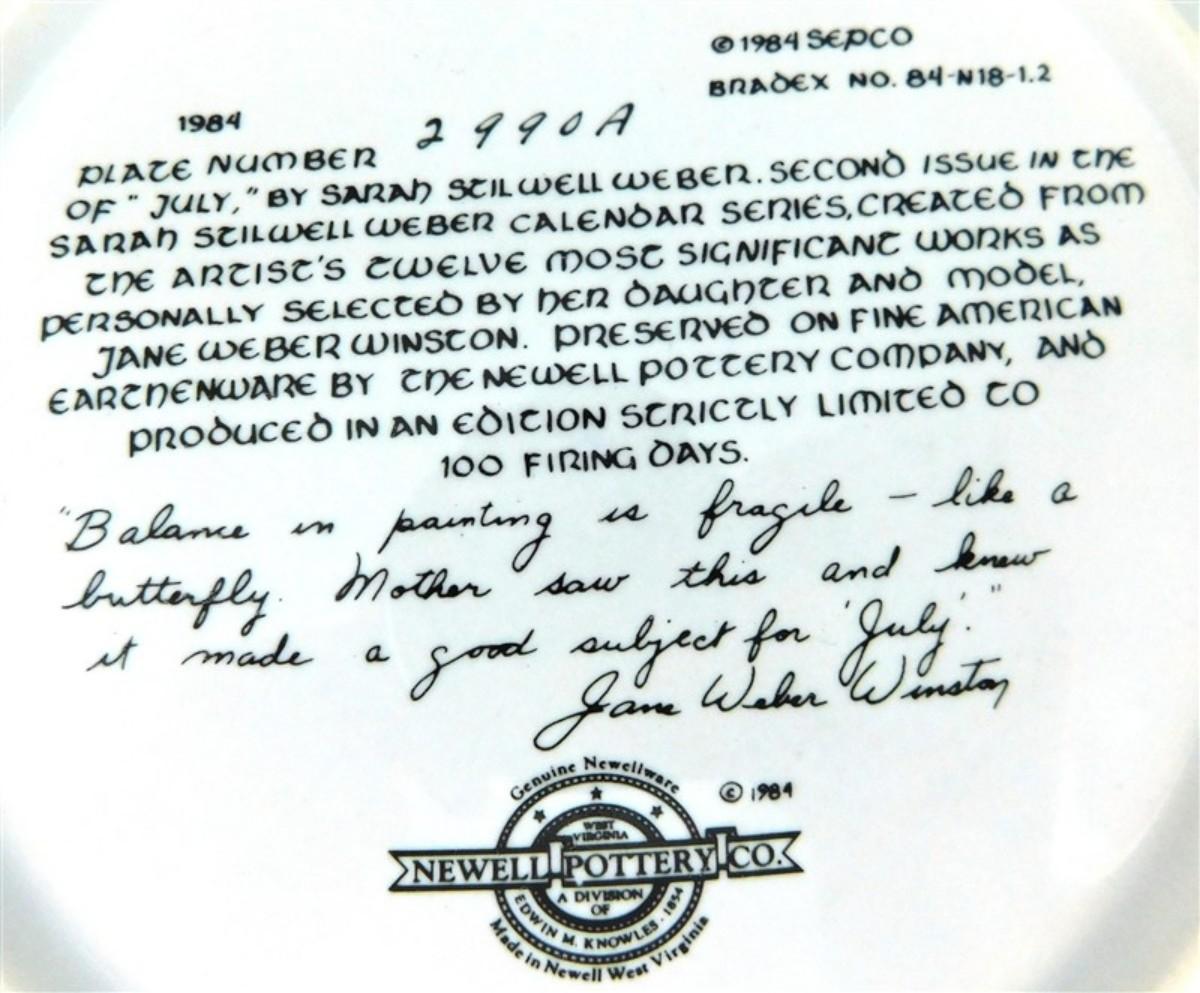 © 1984 SEPCO
BRADEX NO. 84-N18-1.2
1984
PLATE NUMBER 2990A
OF "JULY," BY SARAH STILWELL WEBER. SECOND ISSUE IN THE
SARAH STILWELL WEBER CALENDAR SERIES, CREATED FROM
THE ARTIST'S TWELVE MOST SIGNIFICANT WORKS AS
PERSONALLY SELECTED BY HER DAUGHTER AND MODEL,
JANE WEBER WINSTON. PRESERVED ON FINE AMERICAN
EARTHENWARE BY THE NEWELL POTTERY COMPANY, AND
PRODUCED IN AN EDITION STRICTLY LIMITED TO
100 FIRING DAYS.
"Balance in painting is fragile – like a
butterfly. Mother saw this and knew
it made a good subject for 'July'."
Jane Weber Winston
Genuine Newellware
© 1984
WEST
VIRGINIA
NEWELL POTTERY CO.
A DIVISION
OF
EDWIN M. KNOWLES · 1854
Made in Newell West Virginia